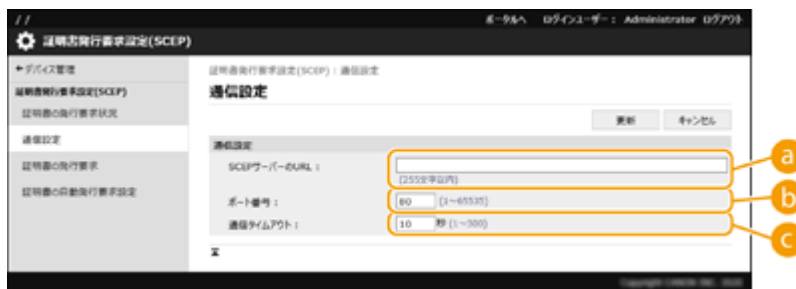 //
ポータルへ ログインユーザー: Administrator ログアウト
証明書発行要求設定(SCEP)
デバイス管理
証明書発行要求設定(SCEP)
証明書の発行要求状況
通信設定
証明書の発行要求
証明書の自動発行要求設定
証明書発行要求設定(SCEP) : 通信設定
通信設定
更新 キャンセル
通信設定
SCEPサーバーのURL :
(255文字以内)
a
ポート番号 : 80 (1～65535)
b
通信タイムアウト : 10 秒 (1～300)
c
Copyright CANON INC.